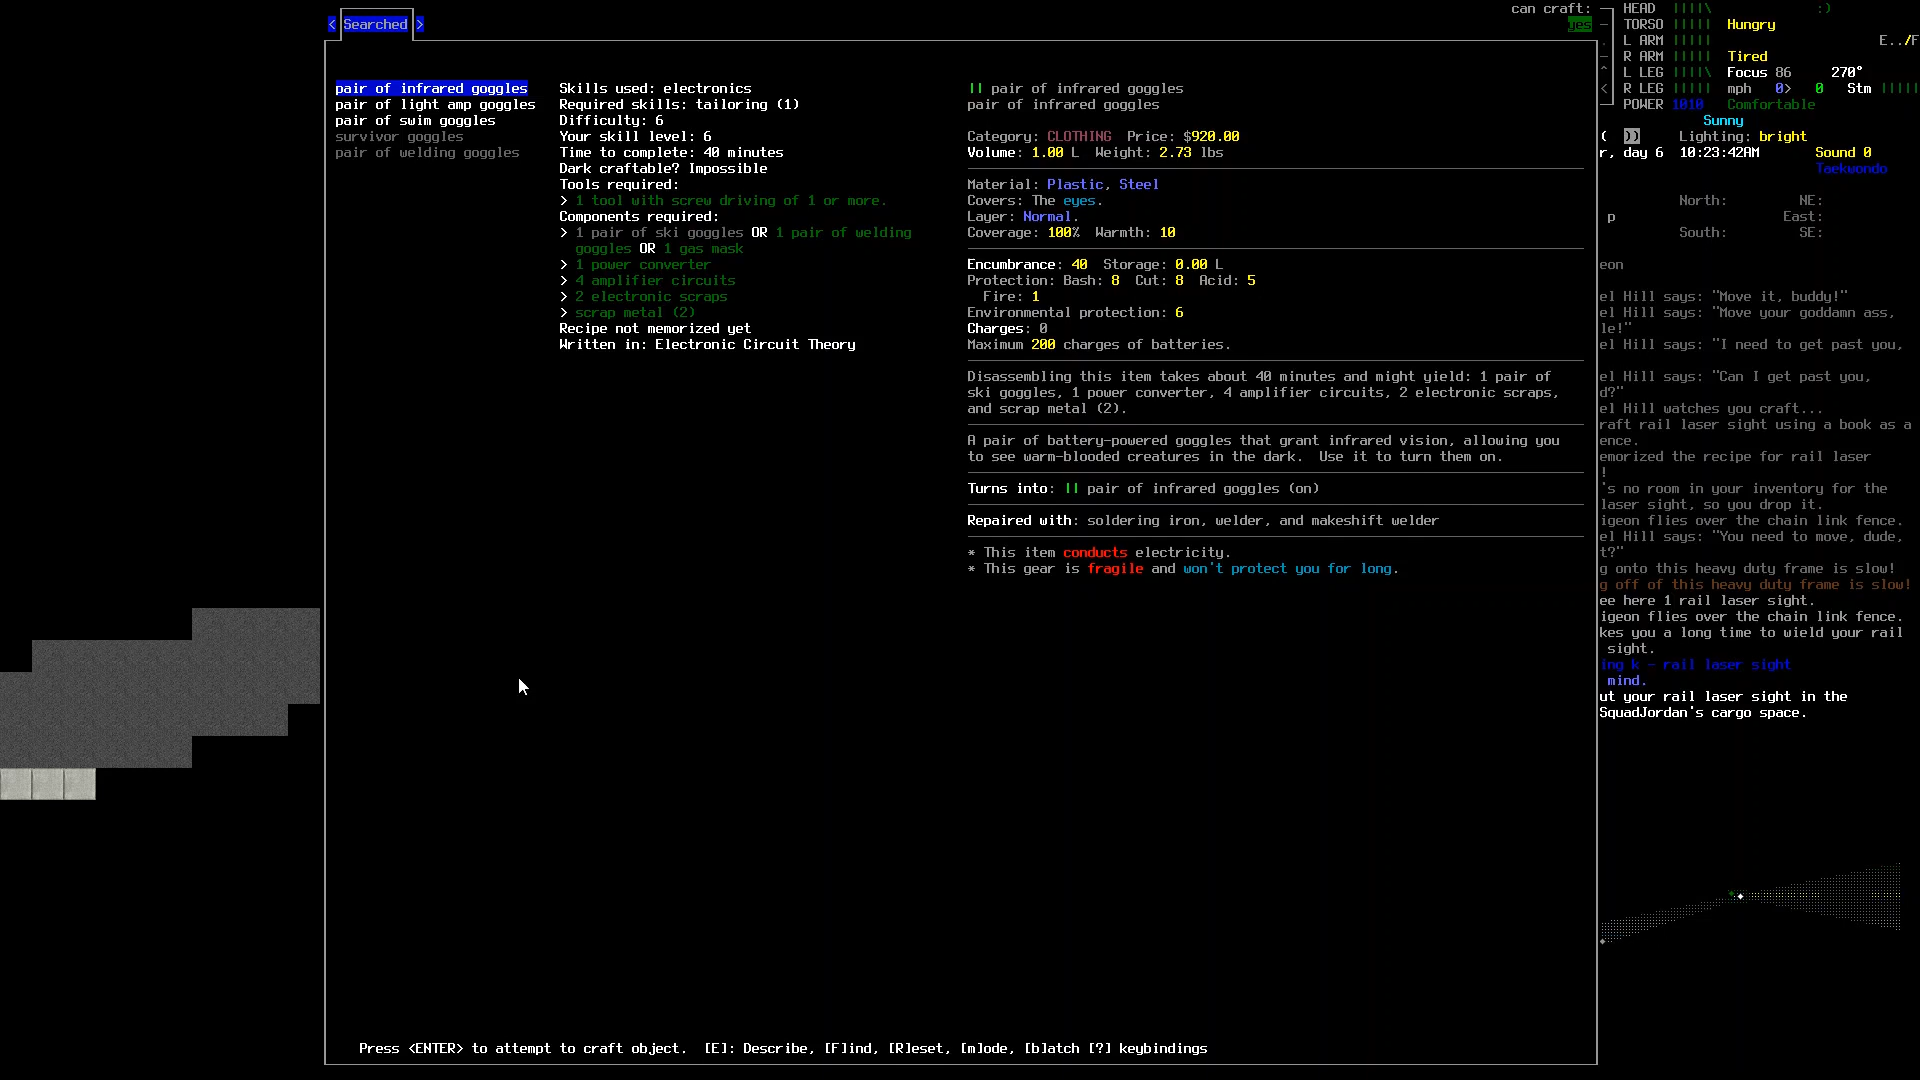 < Searched >
can craft:
yes
pair of infrared goggles
pair of light amp goggles
pair of swim goggles
survivor goggles
pair of welding goggles
Skills used: electronics
Required skills: tailoring (1)
Difficulty: 6
Your skill level: 6
Time to complete: 40 minutes
Dark craftable? Impossible
Tools required:
> 1 tool with screw driving of 1 or more.
Components required:
> 1 pair of ski goggles OR 1 pair of welding
goggles OR 1 gas mask
> 1 power converter
> 4 amplifier circuits
> 2 electronic scraps
> scrap metal (2)
Recipe not memorized yet
Written in: Electronic Circuit Theory
|| pair of infrared goggles
pair of infrared goggles
Category: CLOTHING Price: $920.00
Volume: 1.00 L Weight: 2.73 lbs
Material: Plastic, Steel
Covers: The eyes.
Layer: Normal.
Coverage: 100% Warmth: 10
Encumbrance: 40 Storage: 0.00 L
Protection: Bash: 8 Cut: 8 Acid: 5
Fire: 1
Environmental protection: 6
Charges: 0
Maximum 200 charges of batteries.
Disassembling this item takes about 40 minutes and might yield: 1 pair of
ski goggles, 1 power converter, 4 amplifier circuits, 2 electronic scraps,
and scrap metal (2).
A pair of battery-powered goggles that grant infrared vision, allowing you
to see warm-blooded creatures in the dark. Use it to turn them on.
Turns into: || pair of infrared goggles (on)
Repaired with: soldering iron, welder, and makeshift welder
* This item conducts electricity.
* This gear is fragile and won't protect you for long.
Press <ENTER> to attempt to craft object. [E]: Describe, [F]ind, [R]eset, [m]ode, [b]atch [?] keybindings
HEAD ||||\ :)
TORSO ||||| Hungry
L ARM ||||| E../F
R ARM ||||| Tired
L LEG ||||\ Focus 86 270°
R LEG ||||| mph 0> 0 Stm |||||
POWER 1010 Comfortable
Sunny
( )) Lighting: bright
r, day 6 10:23:42AM Sound 0
Taekwondo
North: NE:
p East:
South: SE:
eon
el Hill says: "Move it, buddy!"
el Hill says: "Move your goddamn ass,
le!"
el Hill says: "I need to get past you,
el Hill says: "Can I get past you,
d?"
el Hill watches you craft...
raft rail laser sight using a book as a
ence.
emorized the recipe for rail laser
!
's no room in your inventory for the
laser sight, so you drop it.
igeon flies over the chain link fence.
el Hill says: "You need to move, dude,
t?"
g onto this heavy duty frame is slow!
g off of this heavy duty frame is slow!
ee here 1 rail laser sight.
igeon flies over the chain link fence.
kes you a long time to wield your rail
sight.
ing k - rail laser sight
mind.
ut your rail laser sight in the
SquadJordan's cargo space.